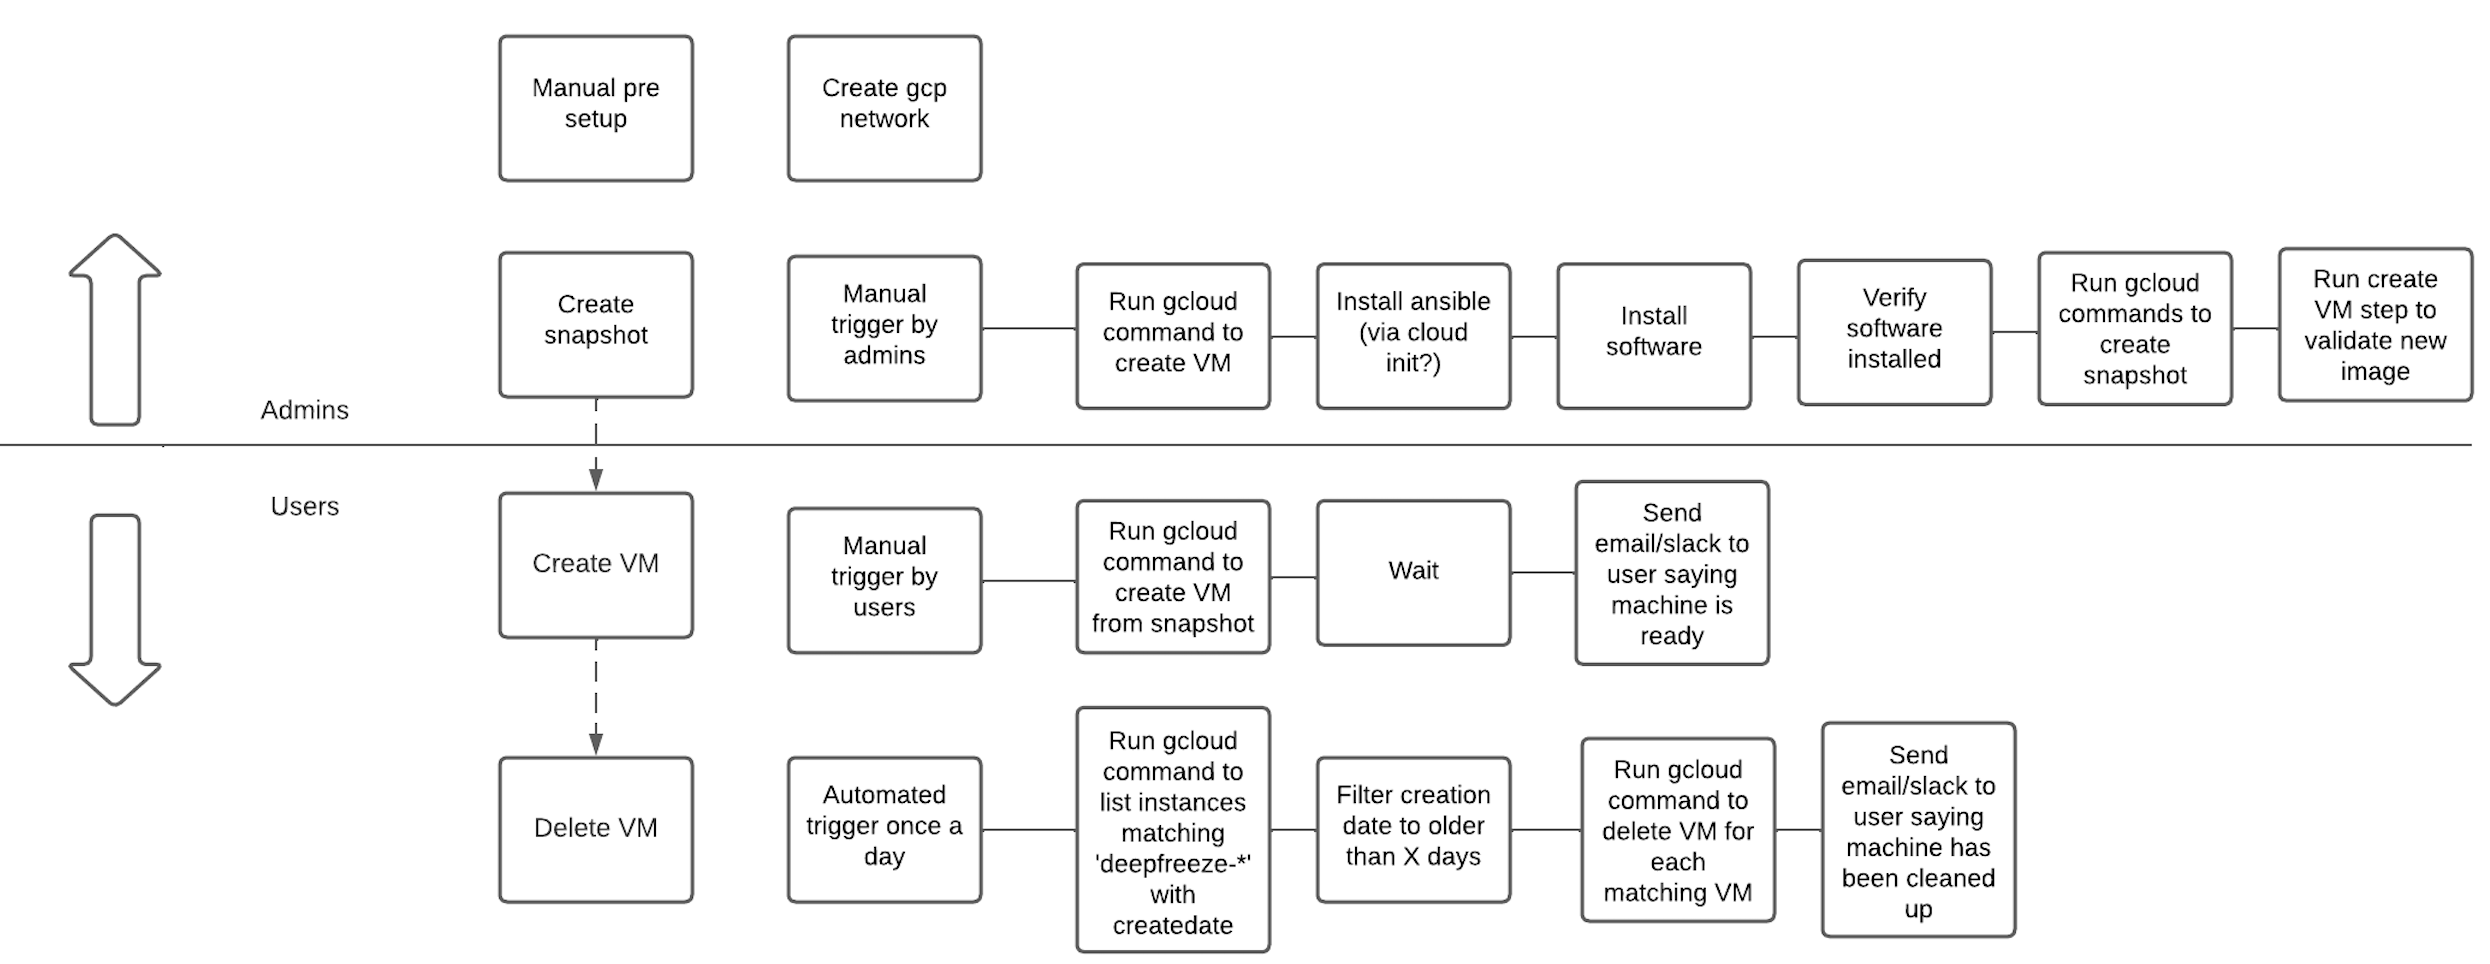 Manual pre
setup
Create gcp
network
Create
snapshot
Manual
trigger by
admins
Run gcloud
command to
create VM
Install ansible
(via cloud
init?)
Install
software
Verify
software
installed
Run gcloud
commands to
create
snapshot
Run create
VM step to
validate new
image
Admins
Users
Create VM
Manual
trigger by
users
Run gcloud
command to
create VM
from snapshot
Wait
Send
email/slack to
user saying
machine is
ready
Delete VM
Automated
trigger once a
day
Run gcloud
command to
list instances
matching
'deepfreeze-*'
with
createdate
Filter creation
date to older
than X days
Run gcloud
command to
delete VM for
each
matching VM
Send
email/slack to
user saying
machine has
been cleaned
up